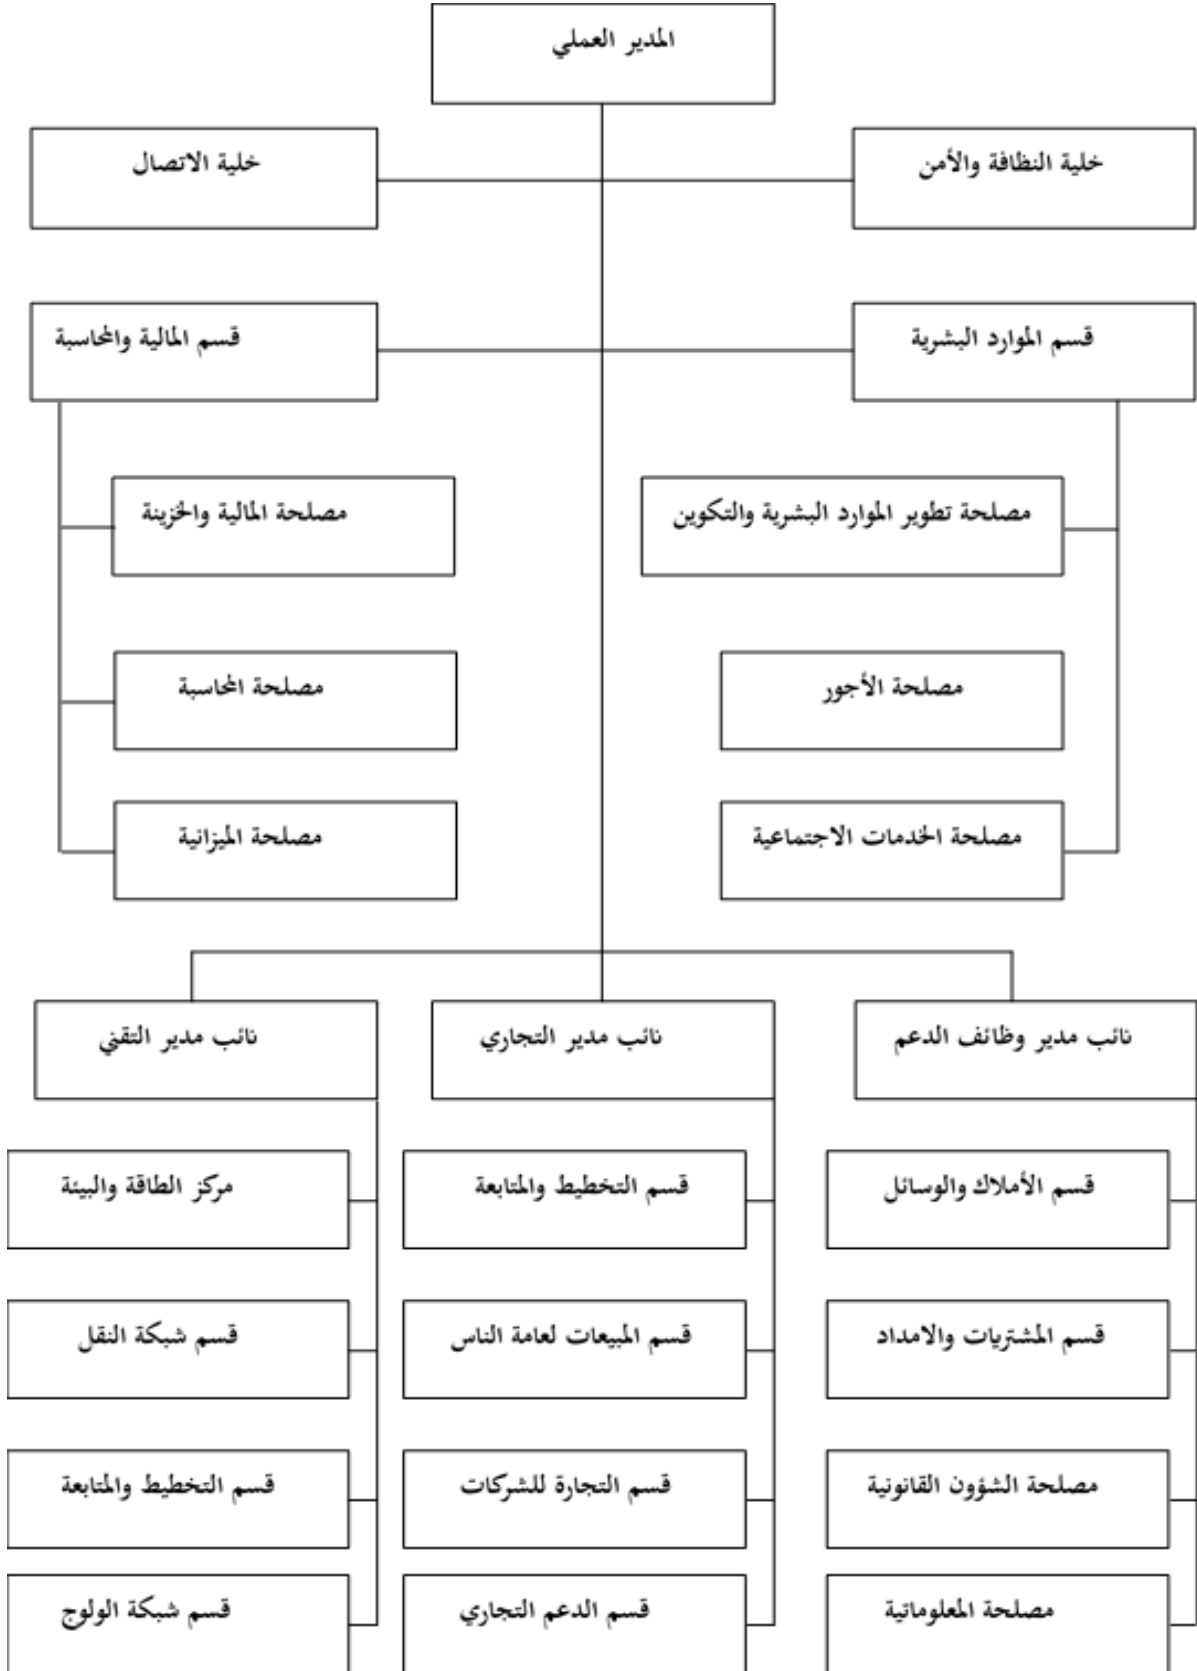 المدير العملي
خلية النظافة والأمن
خلية الاتصال
قسم الموارد البشرية
قسم المالية والمحاسبة
مصلحة تطوير الموارد البشرية والتكوين
مصلحة المالية والخزينة
مصلحة الأجور
مصلحة المحاسبة
مصلحة الخدمات الاجتماعية
مصلحة الميزانية
نائب مدير وظائف الدعم
نائب مدير التجاري
نائب مدير التقني
قسم الأملاك والوسائل
قسم التخطيط والمتابعة
مركز الطاقة والبيئة
قسم المشتريات والامداد
قسم المبيعات لعامة الناس
قسم شبكة النقل
مصلحة الشؤون القانونية
قسم التجارة للشركات
قسم التخطيط والمتابعة
مصلحة المعلوماتية
قسم الدعم التجاري
قسم شبكة الولوج